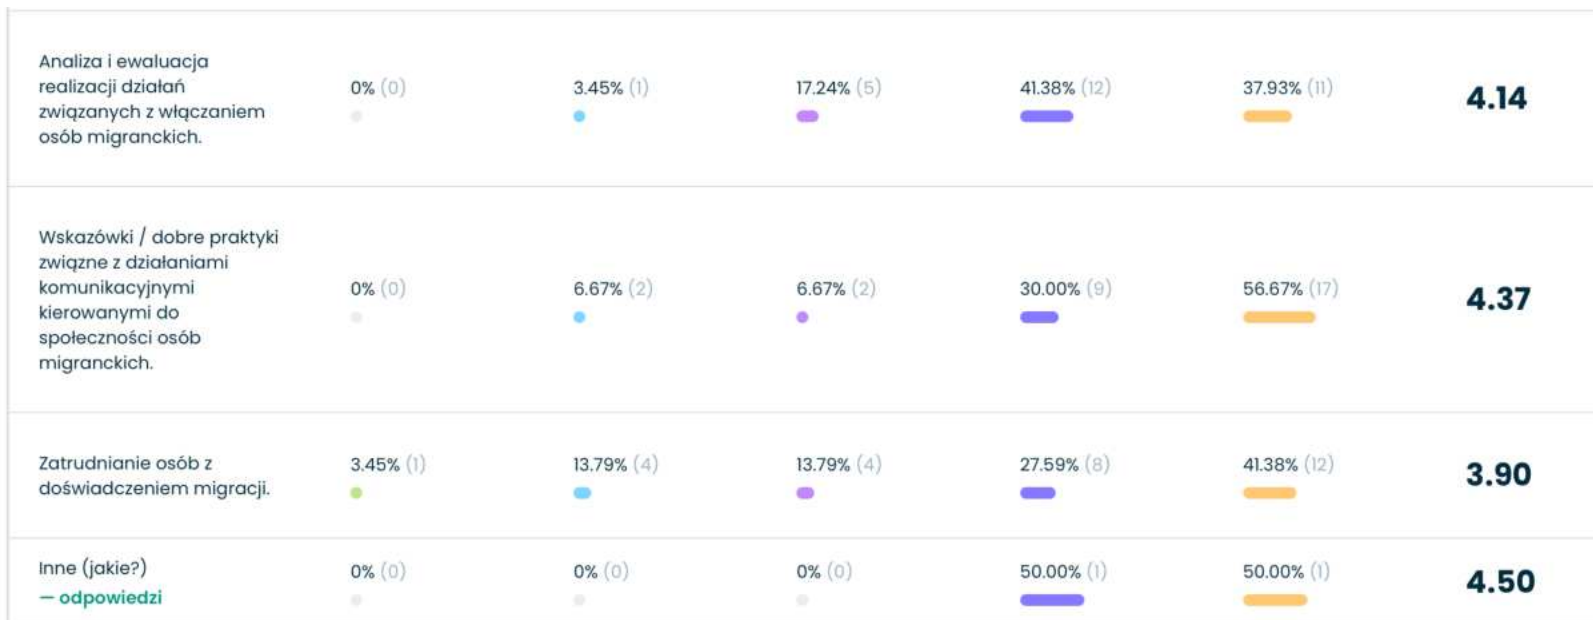 Analiza i ewaluacja
realizacji działań
związanych z włączaniem
osób migranckich.
0% (0)
3.45% (1)
17.24% (5)
41.38% (12)
37.93% (11)
4.14
Wskazówki / dobre praktyki
związne z działaniami
komunikacyjnymi
kierowanymi do
społeczności osób
migranckich.
0% (0)
6.67% (2)
6.67% (2)
30.00% (9)
56.67% (17)
4.37
Zatrudnianie osób z
doświadczeniem migracji.
3.45% (1)
13.79% (4)
13.79% (4)
27.59% (8)
41.38% (12)
3.90
Inne (jakie?)
— odpowiedzi
0% (0)
0% (0)
0% (0)
50.00% (1)
50.00% (1)
4.50